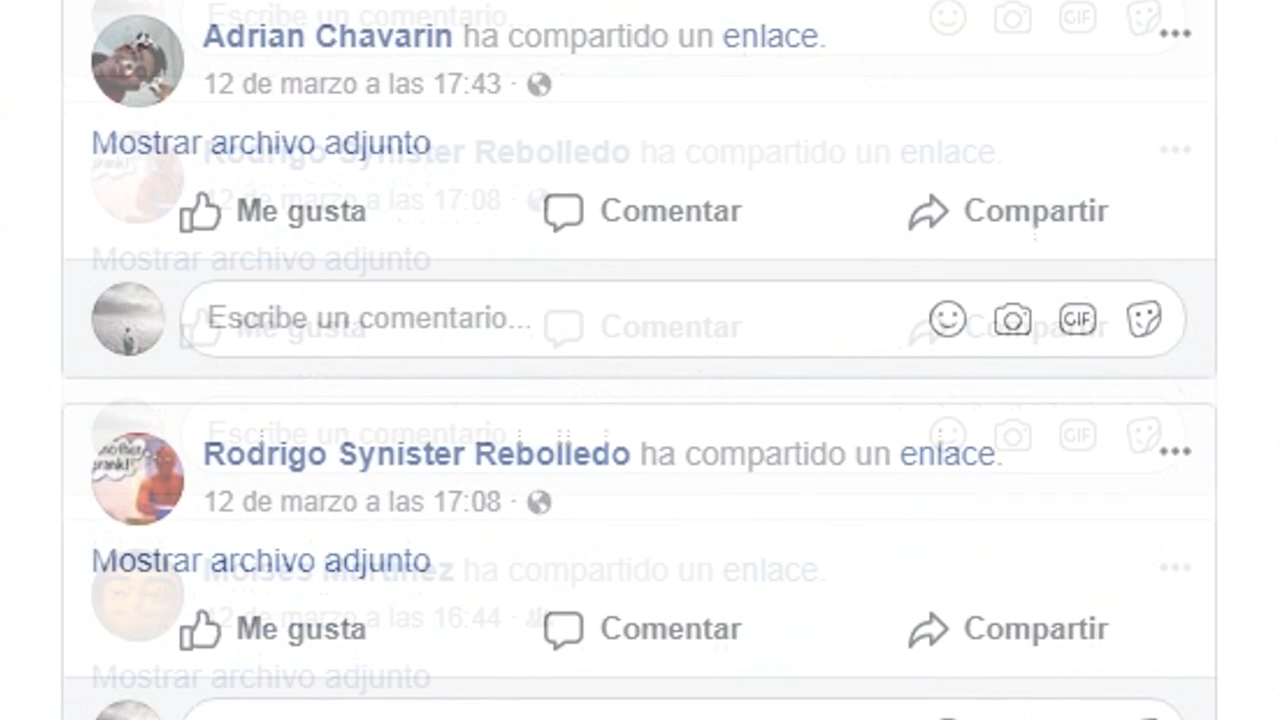 Escribe un comentario...
GIF
Adrian Chavarin ha compartido un enlace.
12 de marzo a las 17:43 ·
Mostrar archivo adjunto
Rodrigo Synister Rebolledo ha compartido un enlace.
12 de marzo a las 17:08 ·
Me gusta Comentar Compartir
Mostrar archivo adjunto
Escribe un comentario... GIF
Me gusta Comentar Compartir
Escribe un comentario... GIF
Rodrigo Synister Rebolledo ha compartido un enlace.
12 de marzo a las 17:08 ·
Mostrar archivo adjunto
Moises Martinez ha compartido un enlace.
12 de marzo a las 16:44 ·
Me gusta Comentar Compartir
Mostrar archivo adjunto